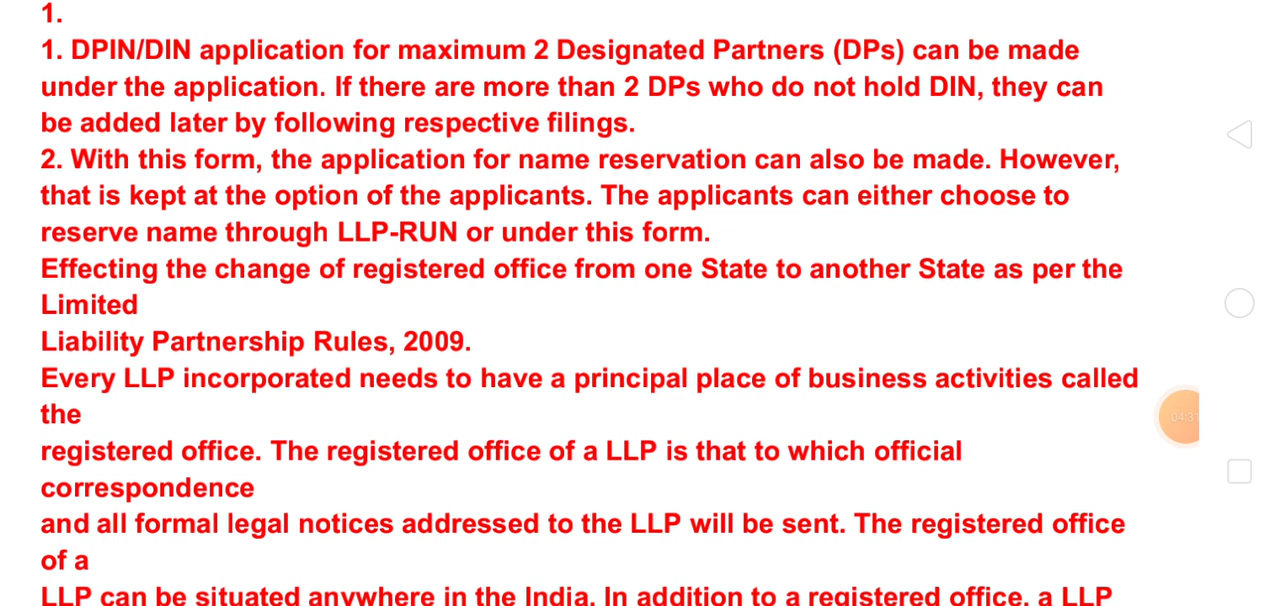 1.
1. DPIN/DIN application for maximum 2 Designated Partners (DPs) can be made
under the application. If there are more than 2 DPs who do not hold DIN, they can
be added later by following respective filings.
2. With this form, the application for name reservation can also be made. However,
that is kept at the option of the applicants. The applicants can either choose to
reserve name through LLP-RUN or under this form.
Effecting the change of registered office from one State to another State as per the
Limited
Liability Partnership Rules, 2009.
Every LLP incorporated needs to have a principal place of business activities called
the
registered office. The registered office of a LLP is that to which official
correspondence
and all formal legal notices addressed to the LLP will be sent. The registered office
of a
LLP can be situated anywhere in the India. In addition to a registered office, a LLP
04:31